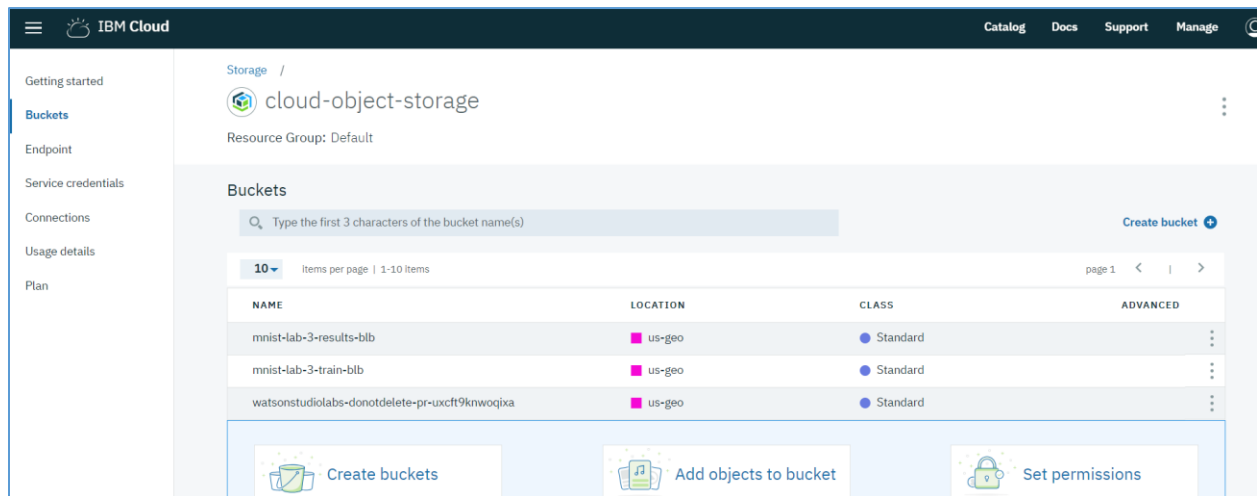 IBM Cloud
Catalog Docs Support Manage
Getting started
Buckets
Endpoint
Service credentials
Connections
Usage details
Plan
Storage /
cloud-object-storage
Resource Group: Default
Buckets
Type the first 3 characters of the bucket name(s)
Create bucket
10 Items per page | 1-10 Items
page 1 < | >
NAME LOCATION CLASS ADVANCED
mnist-lab-3-results-blb us-geo Standard
mnist-lab-3-train-blb us-geo Standard
watsonstudiolabs-donotdelete-pr-uxcft9knwoqixa us-geo Standard
Create buckets Add objects to bucket Set permissions